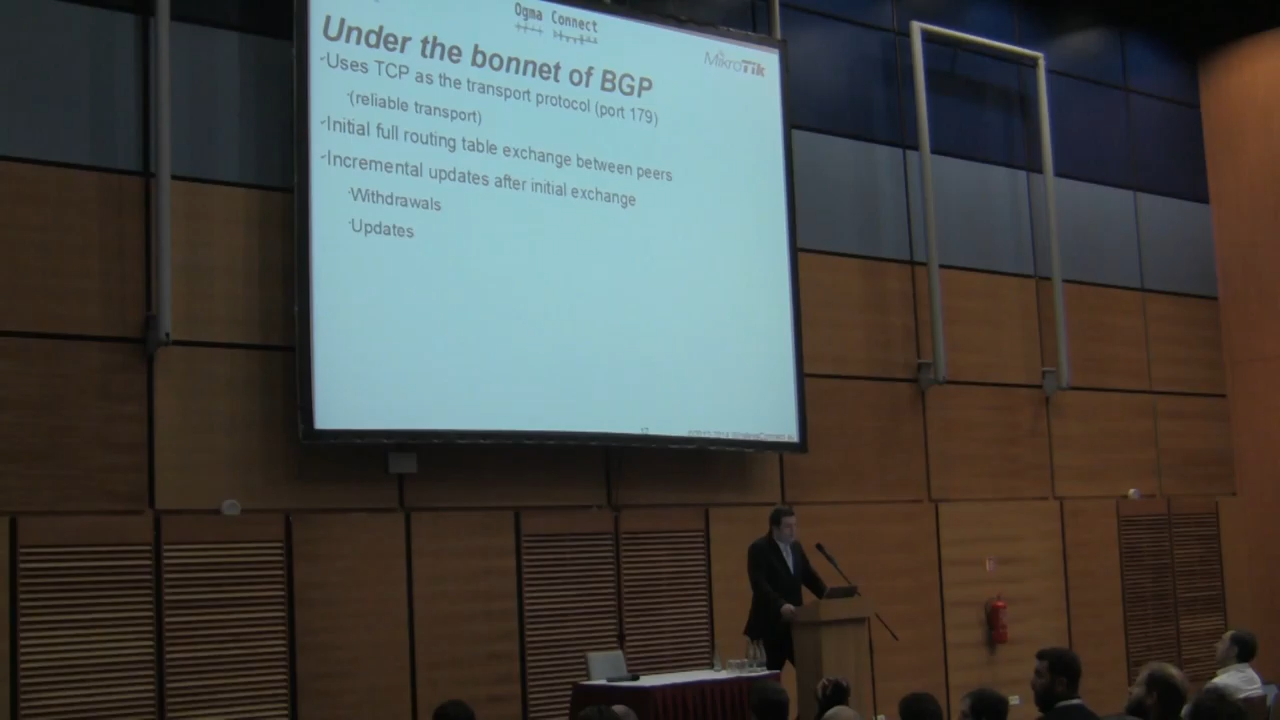 Ogma Connect
MikroTik
Under the bonnet of BGP
Uses TCP as the transport protocol (port 179)
(reliable transport)
Initial full routing table exchange between peers
Incremental updates after initial exchange
Withdrawals
Updates